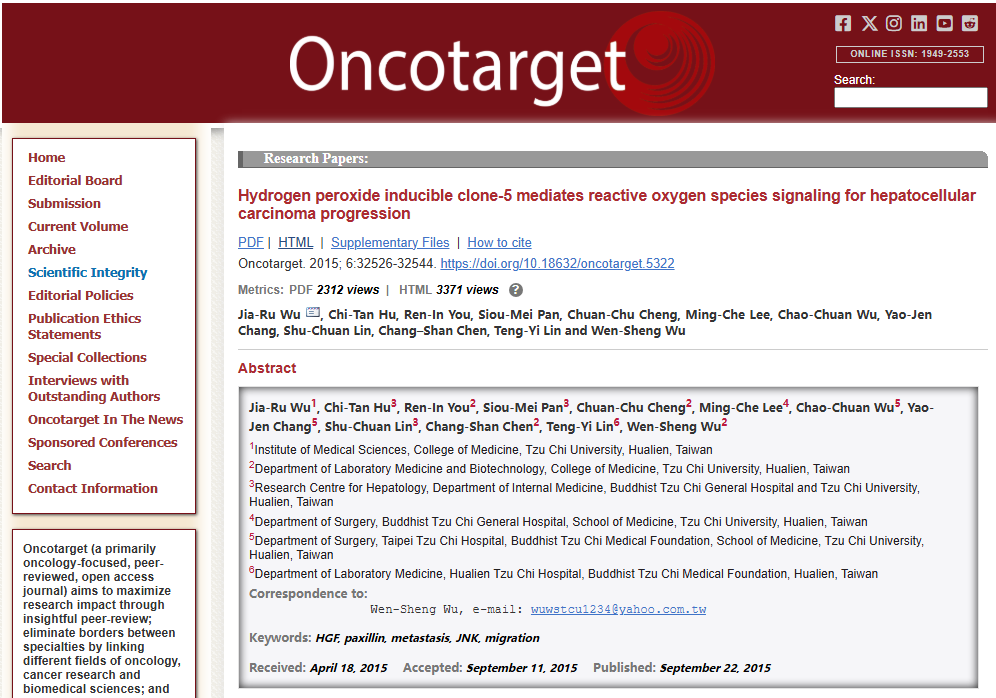 Oncotarget
ONLINE ISSN: 1949-2553
Search:
Home
Editorial Board
Submission
Current Volume
Archive
Scientific Integrity
Editorial Policies
Publication Ethics
Statements
Special Collections
Interviews with
Outstanding Authors
Oncotarget In The News
Sponsored Conferences
Search
Contact Information
Oncotarget (a primarily
oncology-focused, peer-
reviewed, open access
journal) aims to maximize
research impact through
insightful peer-review;
eliminate borders between
specialties by linking
different fields of oncology,
cancer research and
biomedical sciences; and
Research Papers:
Hydrogen peroxide inducible clone-5 mediates reactive oxygen species signaling for hepatocellular
carcinoma progression
PDF | HTML | Supplementary Files | How to cite
Oncotarget. 2015; 6:32526-32544. https://doi.org/10.18632/oncotarget.5322
Metrics: PDF 2312 views | HTML 3371 views ?
Jia-Ru Wu, Chi-Tan Hu, Ren-In You, Siou-Mei Pan, Chuan-Chu Cheng, Ming-Che Lee, Chao-Chuan Wu, Yao-Jen
Chang, Shu-Chuan Lin, Chang–Shan Chen, Teng-Yi Lin and Wen-Sheng Wu
Abstract
Jia-Ru Wu1, Chi-Tan Hu3, Ren-In You2, Siou-Mei Pan3, Chuan-Chu Cheng2, Ming-Che Lee4, Chao-Chuan Wu5, Yao-
Jen Chang5, Shu-Chuan Lin3, Chang-Shan Chen2, Teng-Yi Lin6, Wen-Sheng Wu2
1Institute of Medical Sciences, College of Medicine, Tzu Chi University, Hualien, Taiwan
2Department of Laboratory Medicine and Biotechnology, College of Medicine, Tzu Chi University, Hualien, Taiwan
3Research Centre for Hepatology, Department of Internal Medicine, Buddhist Tzu Chi General Hospital and Tzu Chi University,
Hualien, Taiwan
4Department of Surgery, Buddhist Tzu Chi General Hospital, School of Medicine, Tzu Chi University, Hualien, Taiwan
5Department of Surgery, Taipei Tzu Chi Hospital, Buddhist Tzu Chi Medical Foundation, School of Medicine, Tzu Chi University,
Hualien, Taiwan
6Department of Laboratory Medicine, Hualien Tzu Chi Hospital, Buddhist Tzu Chi Medical Foundation, Hualien, Taiwan
Correspondence to:
Wen-Sheng Wu, e-mail: wuwstcu1234@yahoo.com.tw
Keywords: HGF, paxillin, metastasis, JNK, migration
Received: April 18, 2015 Accepted: September 11, 2015 Published: September 22, 2015